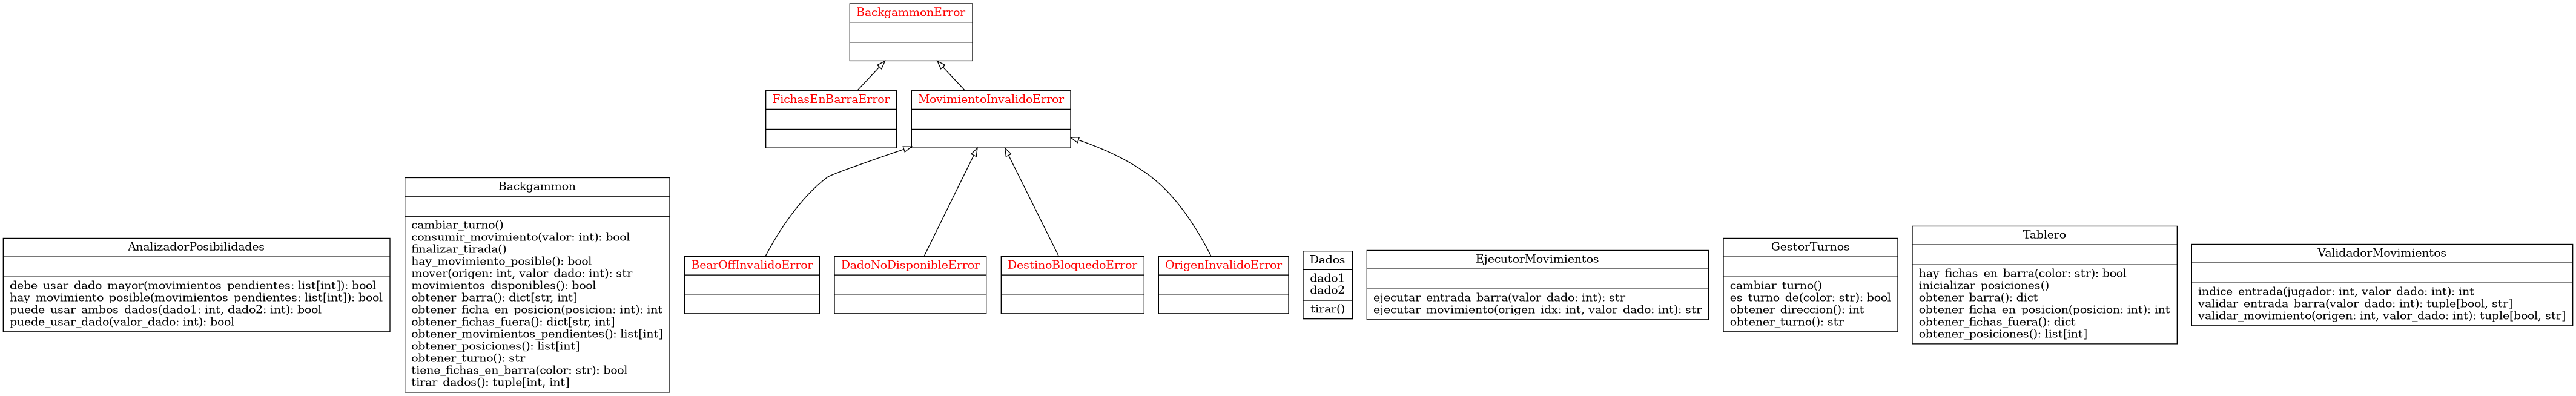 BackgammonError
FichasEnBarraError
MovimientoInvalidoError
AnalizadorPosibilidades
debe_usar_dado_mayor(movimientos_pendientes: list[int]): bool
hay_movimiento_posible(movimientos_pendientes: list[int]): bool
puede_usar_ambos_dados(dado1: int, dado2: int): bool
puede_usar_dado(valor_dado: int): bool
Backgammon
cambiar_turno()
consumir_movimiento(valor: int): bool
finalizar_tirada()
hay_movimiento_posible(): bool
mover(origen: int, valor_dado: int): str
movimientos_disponibles(): bool
obtener_barra(): dict[str, int]
obtener_ficha_en_posicion(posicion: int): int
obtener_fichas_fuera(): dict[str, int]
obtener_movimientos_pendientes(): list[int]
obtener_posiciones(): list[int]
obtener_turno(): str
tiene_fichas_en_barra(color: str): bool
tirar_dados(): tuple[int, int]
BearOffInvalidoError
DadoNoDisponibleError
DestinoBloquedoError
OrigenInvalidoError
Dados
dado1
dado2
tirar()
EjecutorMovimientos
ejecutar_entrada_barra(valor_dado: int): str
ejecutar_movimiento(origen_idx: int, valor_dado: int): str
GestorTurnos
cambiar_turno()
es_turno_de(color: str): bool
obtener_direccion(): int
obtener_turno(): str
Tablero
hay_fichas_en_barra(color: str): bool
inicializar_posiciones()
obtener_barra(): dict
obtener_ficha_en_posicion(posicion: int): int
obtener_fichas_fuera(): dict
obtener_posiciones(): list[int]
ValidadorMovimientos
indice_entrada(jugador: int, valor_dado: int): int
validar_entrada_barra(valor_dado: int): tuple[bool, str]
validar_movimiento(origen: int, valor_dado: int): tuple[bool, str]